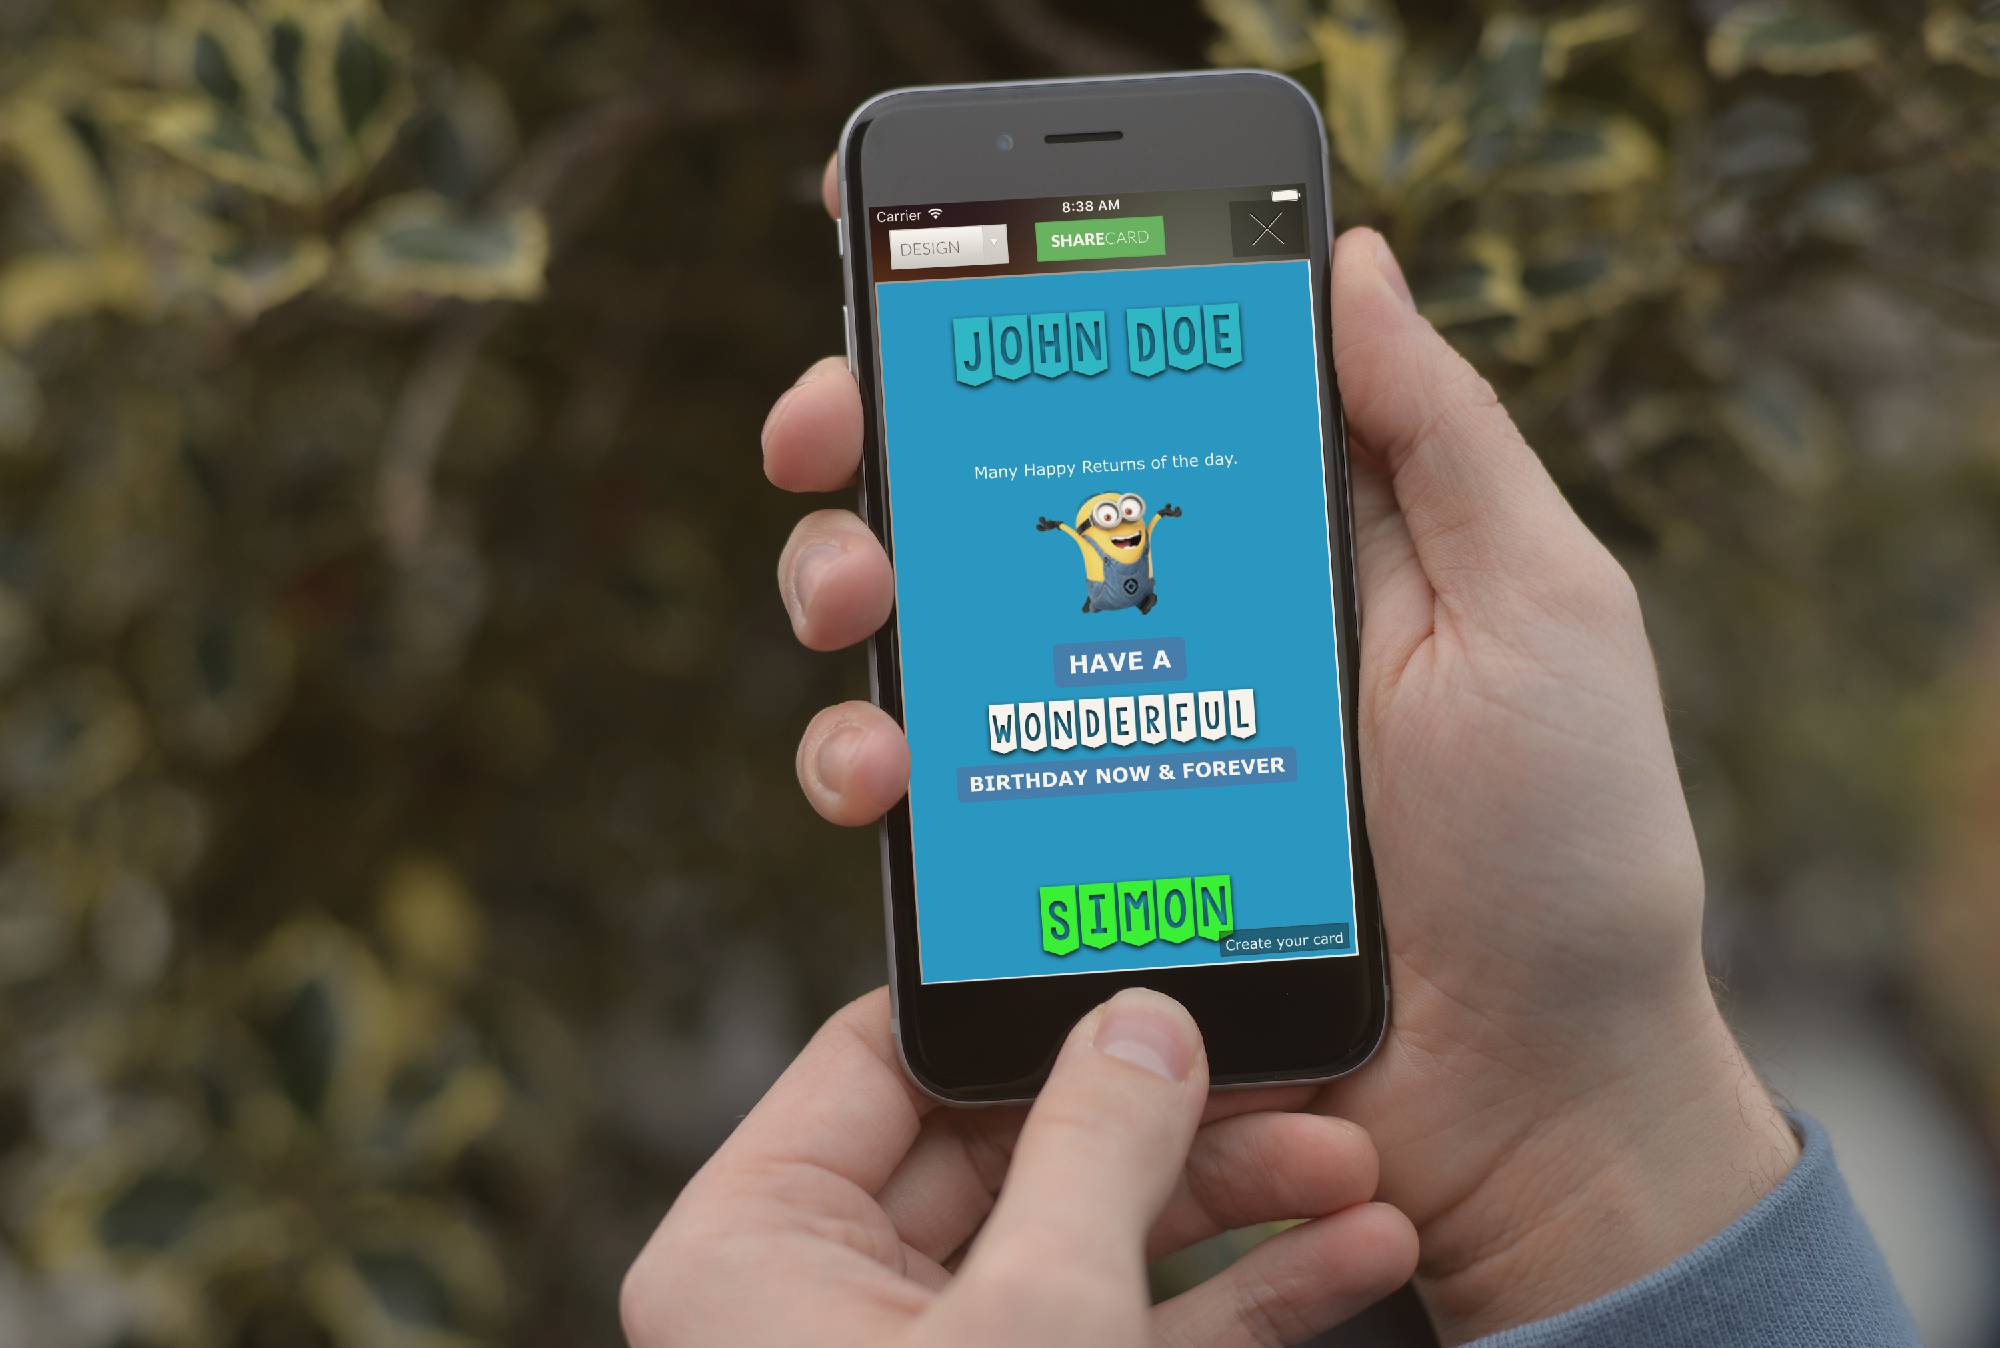 Carrier
8:38 AM
DESIGN
SHARECARD
JOHN DOE
Many Happy Returns of the day.
HAVE A
WONDERFUL
BIRTHDAY NOW & FOREVER
SIMON
Create your card